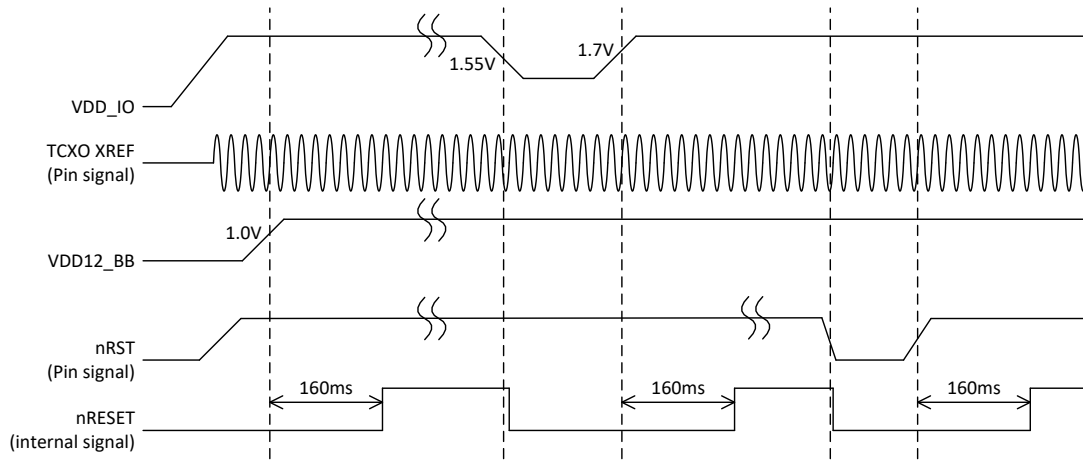 1.55V
1.7V
VDD_IO
TCXO XREF
(Pin signal)
1.0V
VDD12_BB
nRST
(Pin signal)
160ms
160ms
160ms
nRESET
(internal signal)